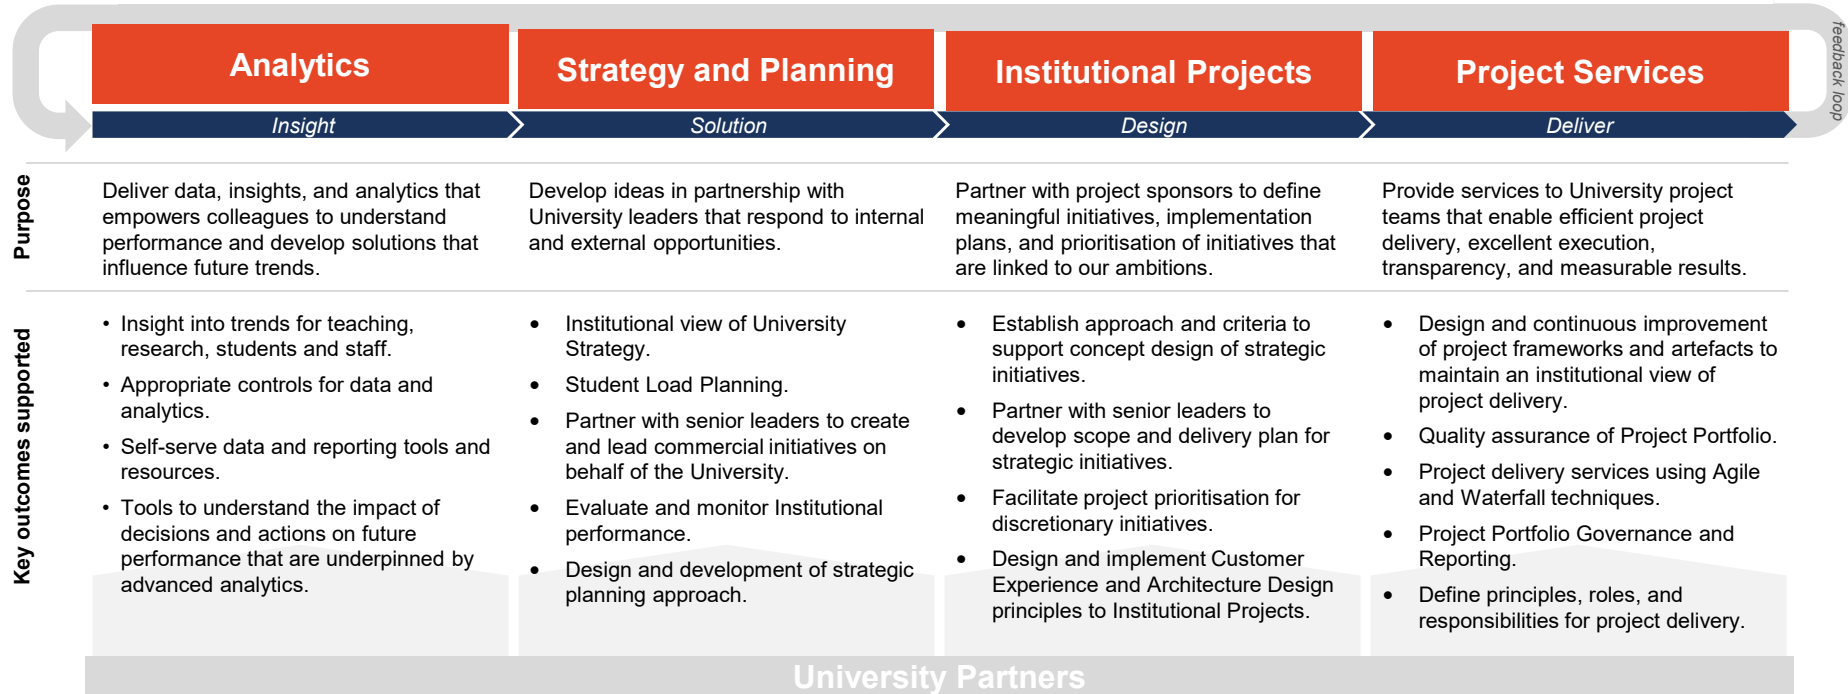 feedback loop
Analytics
Strategy and Planning
Institutional Projects
Project Services
Insight
Solution
Design
Deliver
Purpose
Deliver data, insights, and analytics that
empowers colleagues to understand
performance and develop solutions that
influence future trends.
Develop ideas in partnership with
University leaders that respond to internal
and external opportunities.
Partner with project sponsors to define
meaningful initiatives, implementation
plans, and prioritisation of initiatives that
are linked to our ambitions.
Provide services to University project
teams that enable efficient project
delivery, excellent execution,
transparency, and measurable results.
Key outcomes supported
• Insight into trends for teaching,
research, students and staff.
• Appropriate controls for data and
analytics.
• Self-serve data and reporting tools and
resources.
• Tools to understand the impact of
decisions and actions on future
performance that are underpinned by
advanced analytics.
• Institutional view of University
Strategy.
• Student Load Planning.
• Partner with senior leaders to create
and lead commercial initiatives on
behalf of the University.
• Evaluate and monitor Institutional
performance.
• Design and development of strategic
planning approach.
• Establish approach and criteria to
support concept design of strategic
initiatives.
• Partner with senior leaders to
develop scope and delivery plan for
strategic initiatives.
• Facilitate project prioritisation for
discretionary initiatives.
• Design and implement Customer
Experience and Architecture Design
principles to Institutional Projects.
• Design and continuous improvement
of project frameworks and artefacts to
maintain an institutional view of
project delivery.
• Quality assurance of Project Portfolio.
• Project delivery services using Agile
and Waterfall techniques.
• Project Portfolio Governance and
Reporting.
• Define principles, roles, and
responsibilities for project delivery.
University Partners